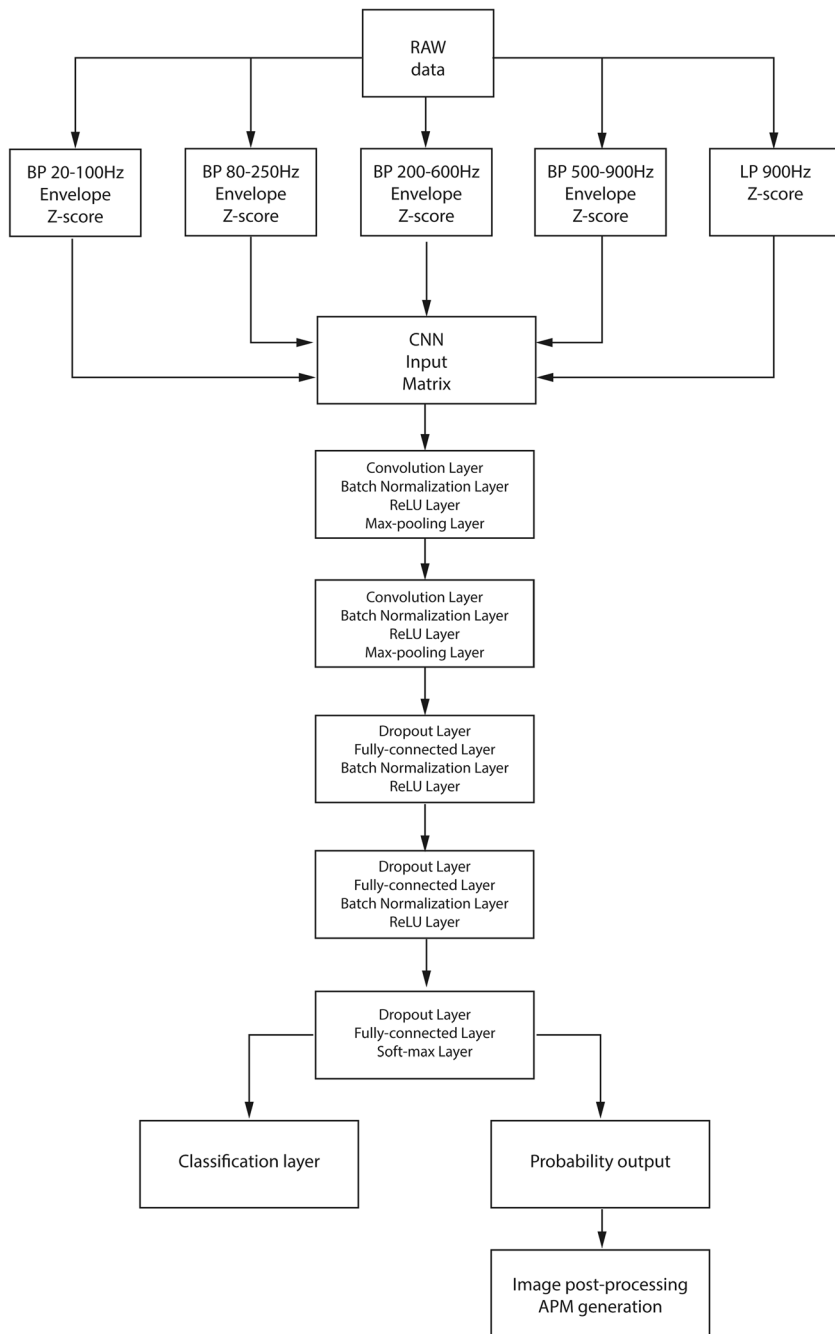 RAW
data
BP 20-100Hz
Envelope
Z-score
BP 80-250Hz
Envelope
Z-score
BP 200-600Hz
Envelope
Z-score
BP 500-900Hz
Envelope
Z-score
LP 900Hz
Z-score
CNN
Input
Matrix
Convolution Layer
Batch Normalization Layer
ReLU Layer
Max-pooling Layer
Convolution Layer
Batch Normalization Layer
ReLU Layer
Max-pooling Layer
Dropout Layer
Fully-connected Layer
Batch Normalization Layer
ReLU Layer
Dropout Layer
Fully-connected Layer
Batch Normalization Layer
ReLU Layer
Dropout Layer
Fully-connected Layer
Soft-max Layer
Classification layer
Probability output
Image post-processing
APM generation